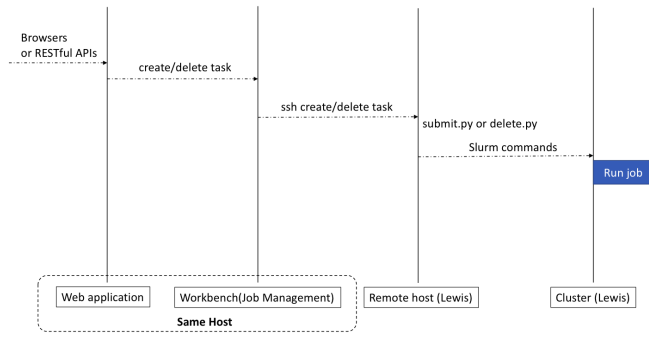 Browsers
or RESTful APIs
create/delete task
ssh create/delete task
submit.py or delete.py
Slurm commands
Run job
Web application
Workbench(Job Management)
Remote host (Lewis)
Cluster (Lewis)
Same Host